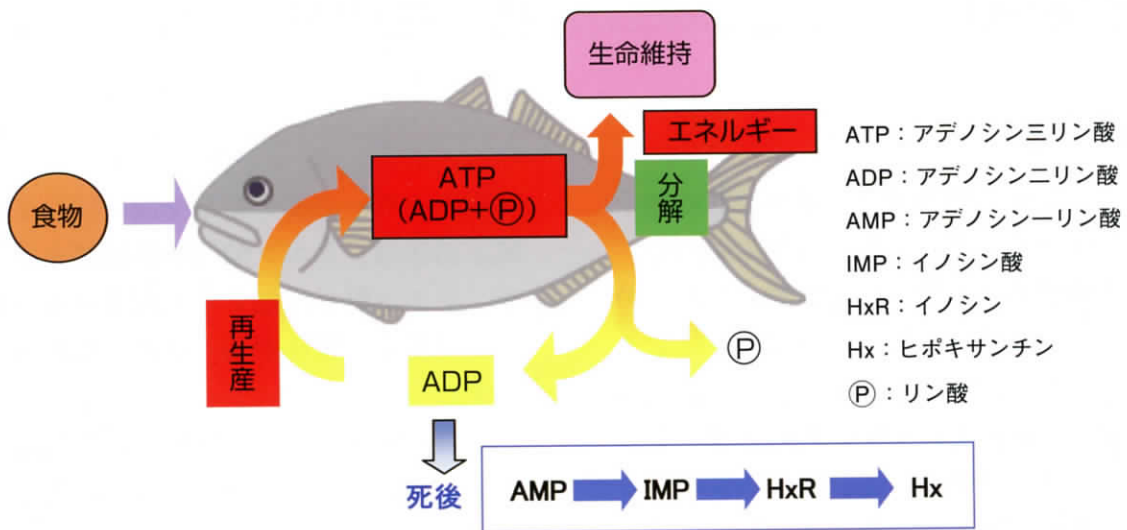 生命維持
エネルギー
ATP
(ADP+Ⓟ)
分解
食物
再生産
ADP
Ⓟ
死後
AMP IMP HxR Hx
ATP:アデノシン三リン酸
ADP:アデノシン二リン酸
AMP:アデノシン一リン酸
IMP:イノシン酸
HxR:イノシン
Hx:ヒポキサンチン
Ⓟ:リン酸